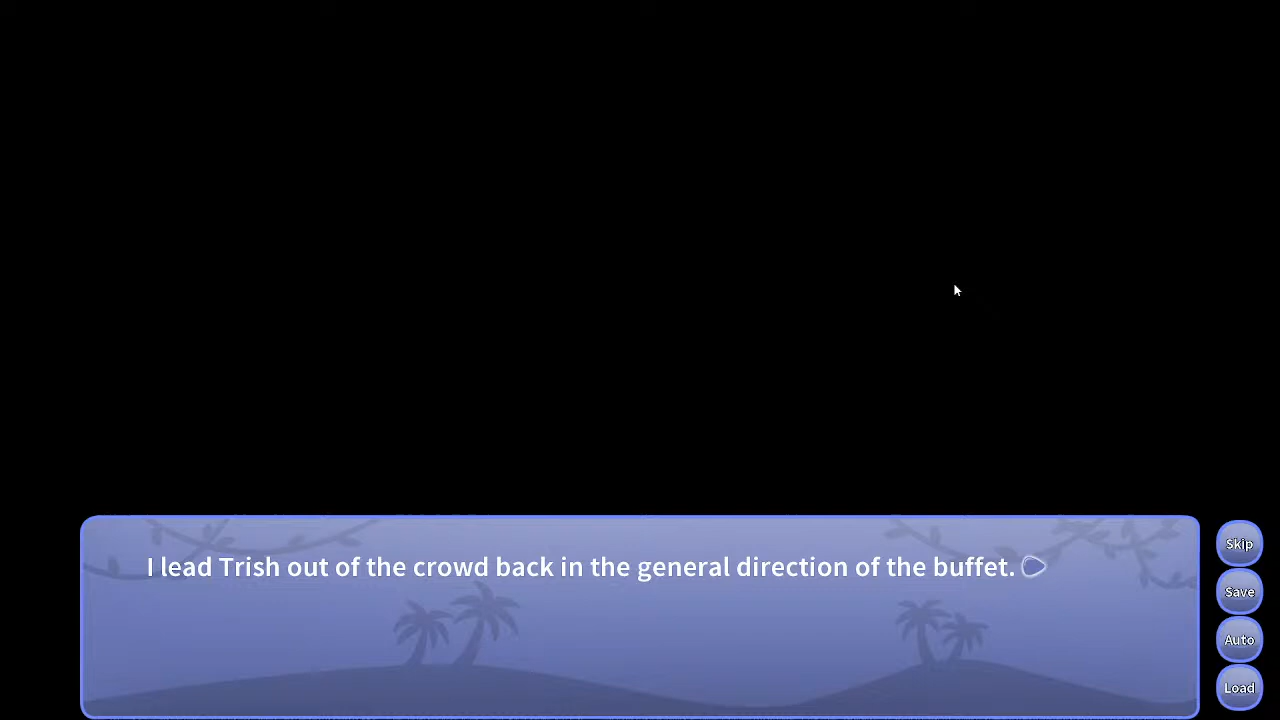 I lead Trish out of the crowd back in the general direction of the buffet.
Skip
Save
Auto
Load